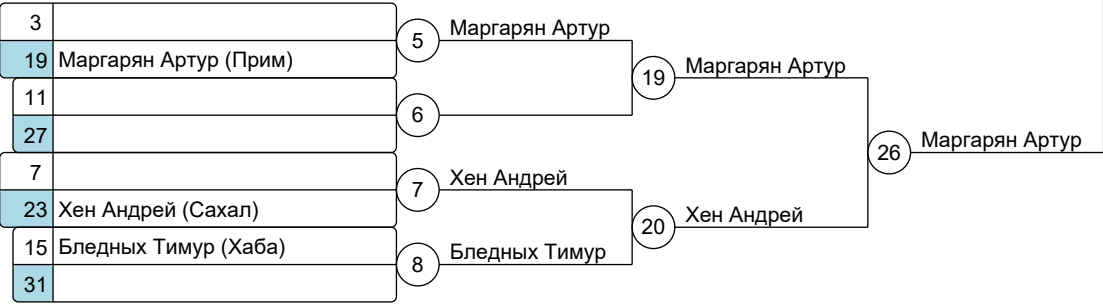 3
19 Маргарян Артур (Прим)
11
27
7
23 Хен Андрей (Сахал)
15 Бледных Тимур (Хаба)
31
5 Маргарян Артур
6
7 Хен Андрей
8 Бледных Тимур
19 Маргарян Артур
20 Хен Андрей
26 Маргарян Артур